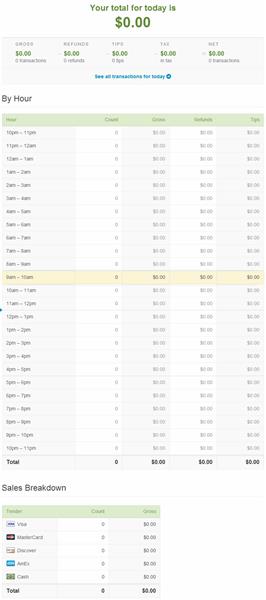 Your total for today is
$0.00
GROSS REFUNDS TIPS TAX NET
$0.00 - $0.00 - $0.00 - $0.00 = $0.00
0 transactions 0 refunds 0 tips in tax 0 transactions
See all transactions for today
By Hour
Hour Count Gross Refunds Tips
10pm – 11pm 0 $0.00 $0.00 $0.00
11pm – 12am 0 $0.00 $0.00 $0.00
12am – 1am 0 $0.00 $0.00 $0.00
1am – 2am 0 $0.00 $0.00 $0.00
2am – 3am 0 $0.00 $0.00 $0.00
3am – 4am 0 $0.00 $0.00 $0.00
4am – 5am 0 $0.00 $0.00 $0.00
5am – 6am 0 $0.00 $0.00 $0.00
6am – 7am 0 $0.00 $0.00 $0.00
7am – 8am 0 $0.00 $0.00 $0.00
8am – 9am 0 $0.00 $0.00 $0.00
9am – 10am 0 $0.00 $0.00 $0.00
10am – 11am 0 $0.00 $0.00 $0.00
11am – 12pm 0 $0.00 $0.00 $0.00
12pm – 1pm 0 $0.00 $0.00 $0.00
1pm – 2pm 0 $0.00 $0.00 $0.00
2pm – 3pm 0 $0.00 $0.00 $0.00
3pm – 4pm 0 $0.00 $0.00 $0.00
4pm – 5pm 0 $0.00 $0.00 $0.00
5pm – 6pm 0 $0.00 $0.00 $0.00
6pm – 7pm 0 $0.00 $0.00 $0.00
7pm – 8pm 0 $0.00 $0.00 $0.00
8pm – 9pm 0 $0.00 $0.00 $0.00
9pm – 10pm 0 $0.00 $0.00 $0.00
10pm – 11pm 0 $0.00 $0.00 $0.00
Total 0 $0.00 $0.00 $0.00
Sales Breakdown
Tender Count Gross
Visa 0 $0.00
MasterCard 0 $0.00
Discover 0 $0.00
AmEx 0 $0.00
Cash 0 $0.00
Total 0 $0.00